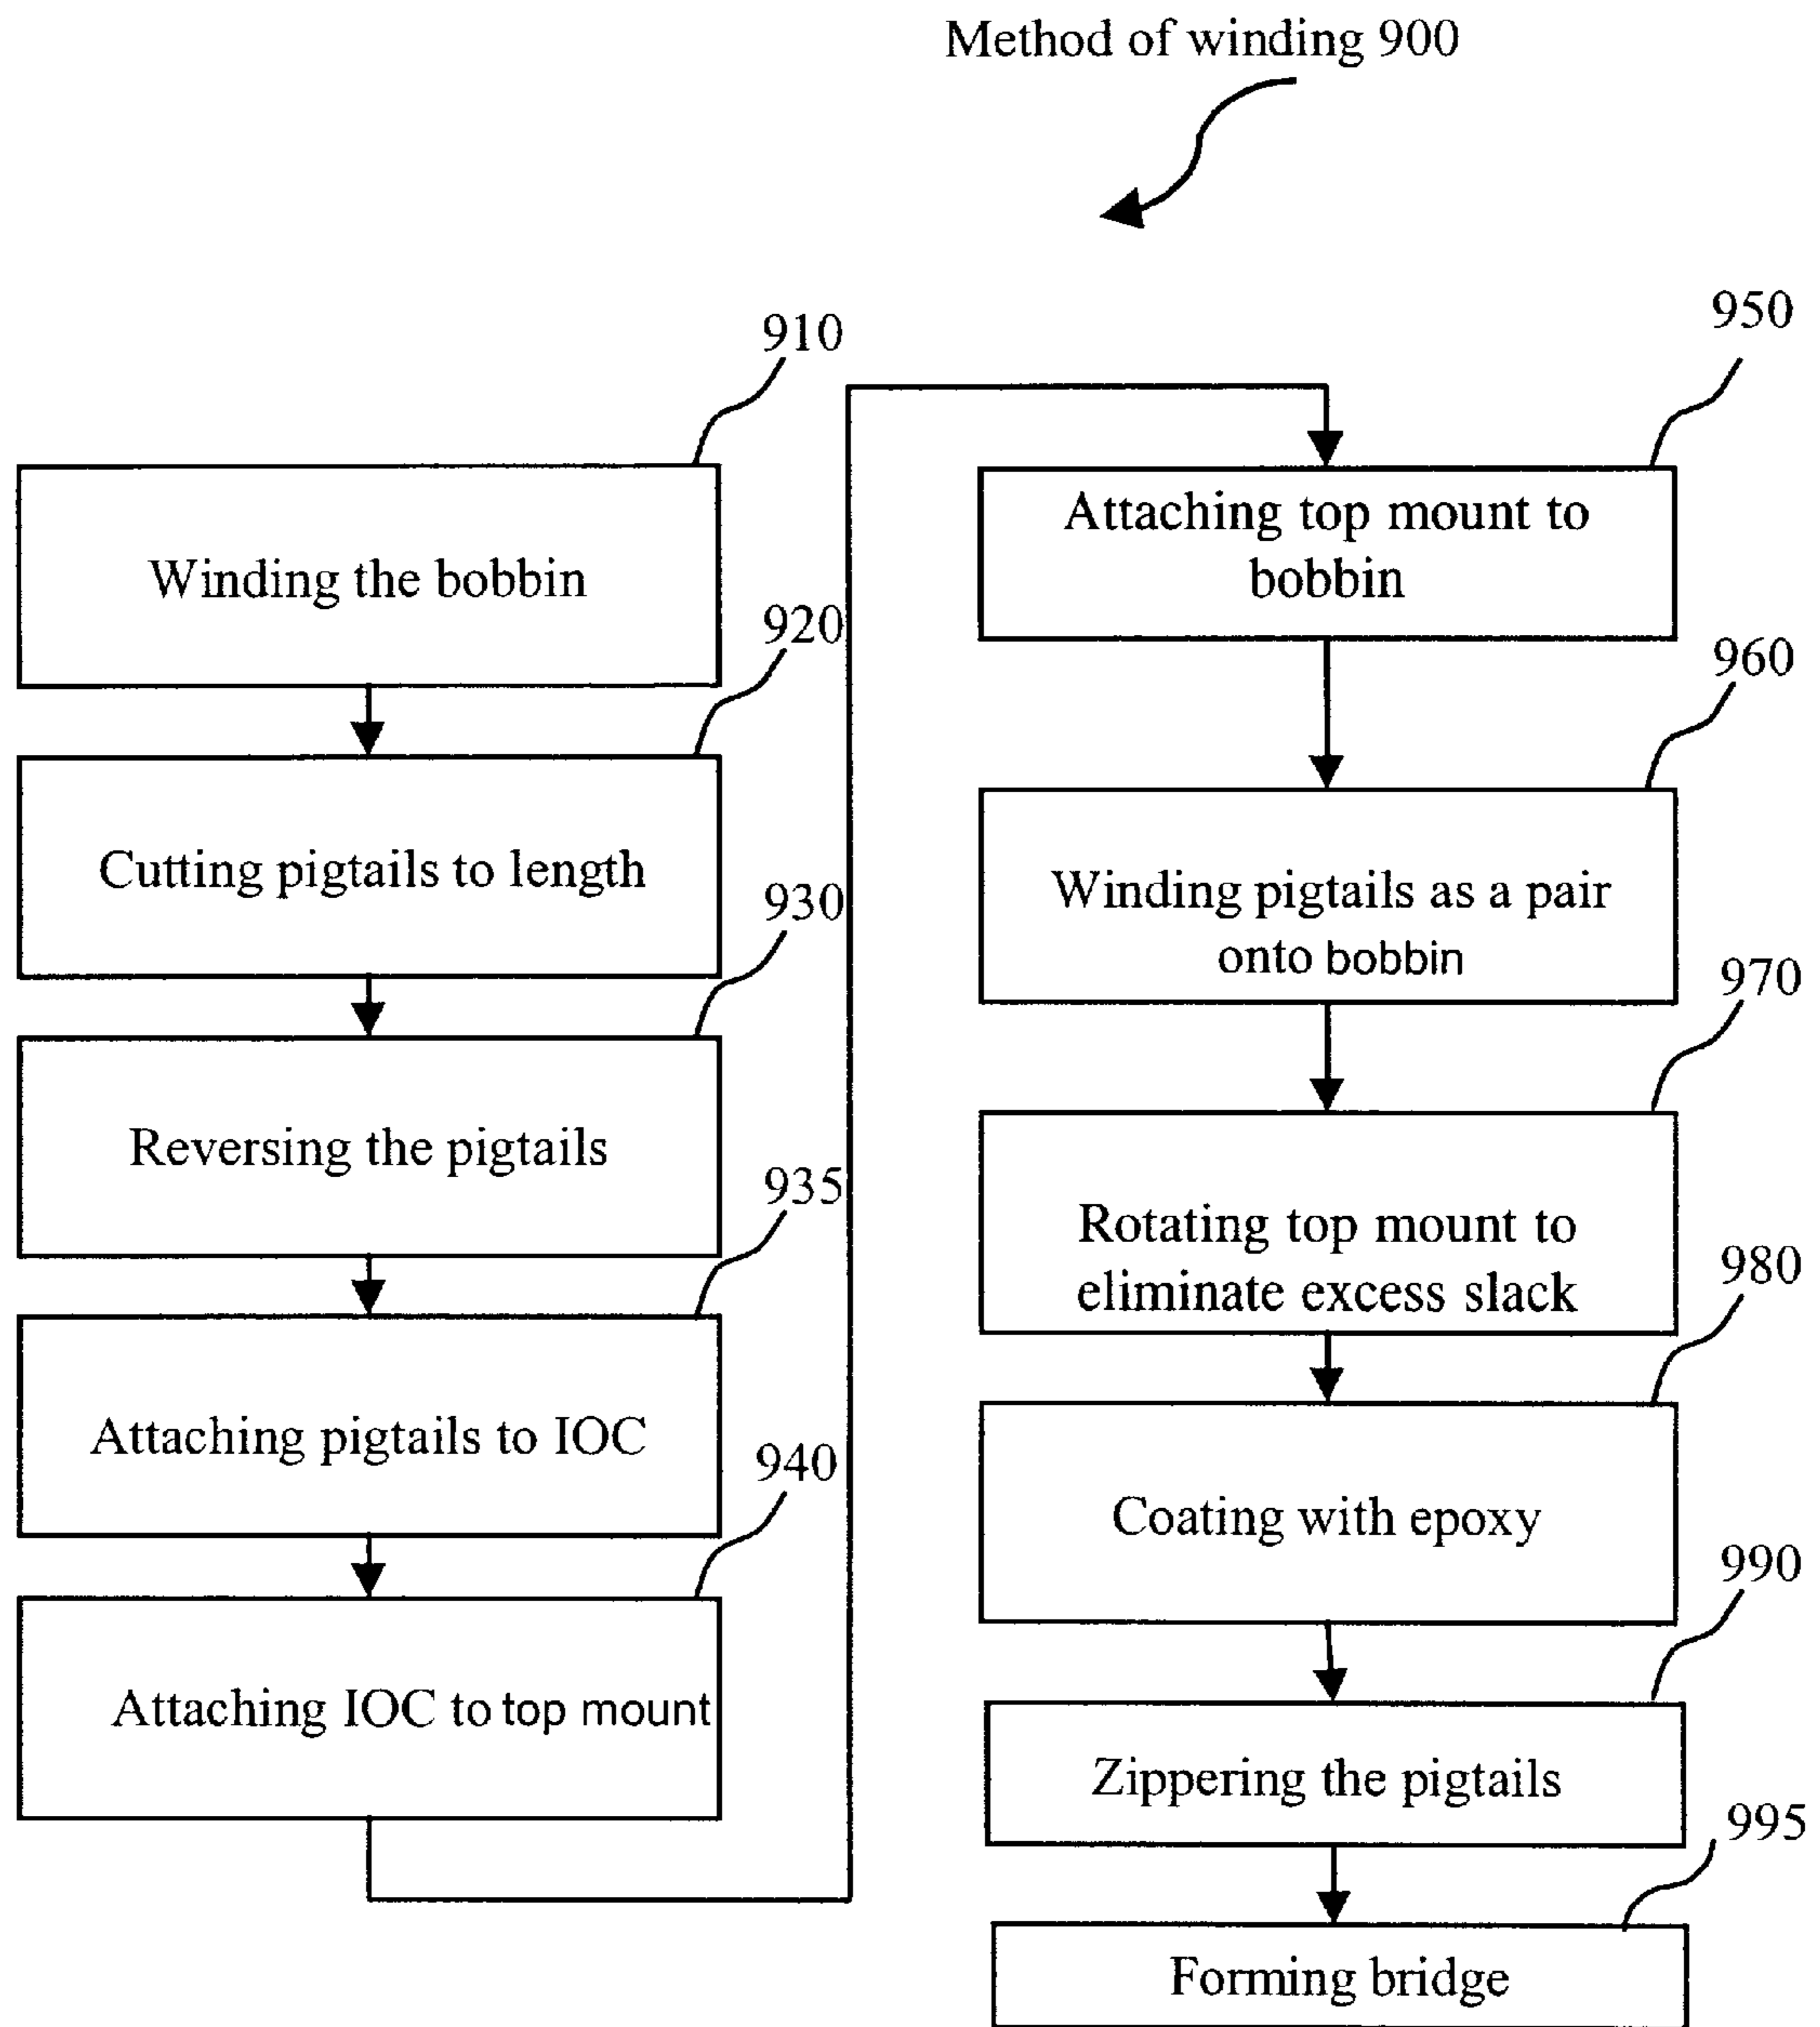 Method of winding 900
910
Winding the bobbin
920
Cutting pigtails to length
930
Reversing the pigtails
935
Attaching pigtails to IOC
940
Attaching IOC to top mount
950
Attaching top mount to
bobbin
960
Winding pigtails as a pair
onto bobbin
970
Rotating top mount to
eliminate excess slack
980
Coating with epoxy
990
Zippering the pigtails
995
Forming bridge